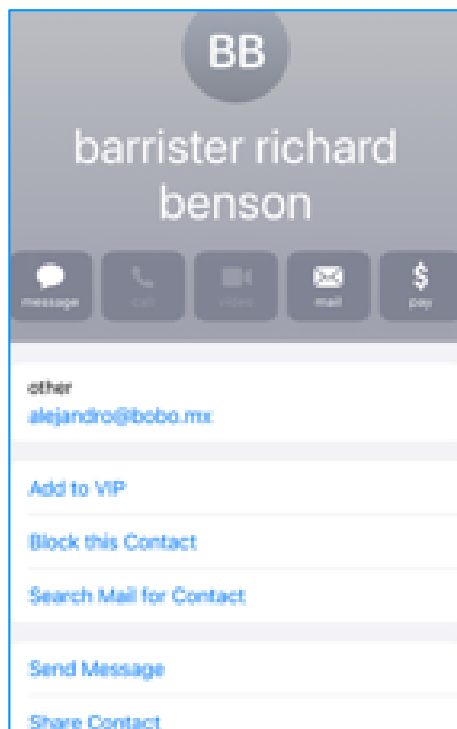 BB
barrister richard
benson
message
call
video
mail
pay
other
alejandro@bobo.mx
Add to VIP
Block this Contact
Search Mail for Contact
Send Message
Share Contact